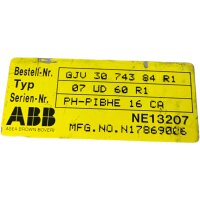 Bestell-Nr. GJV 30 743 84 R1
Typ 07 UD 60 R1
Serien-Nr. PH-PIBHE 16 CA
ABB NE13207
ASEA BROWN BOVERI MFG.NO.N17869006